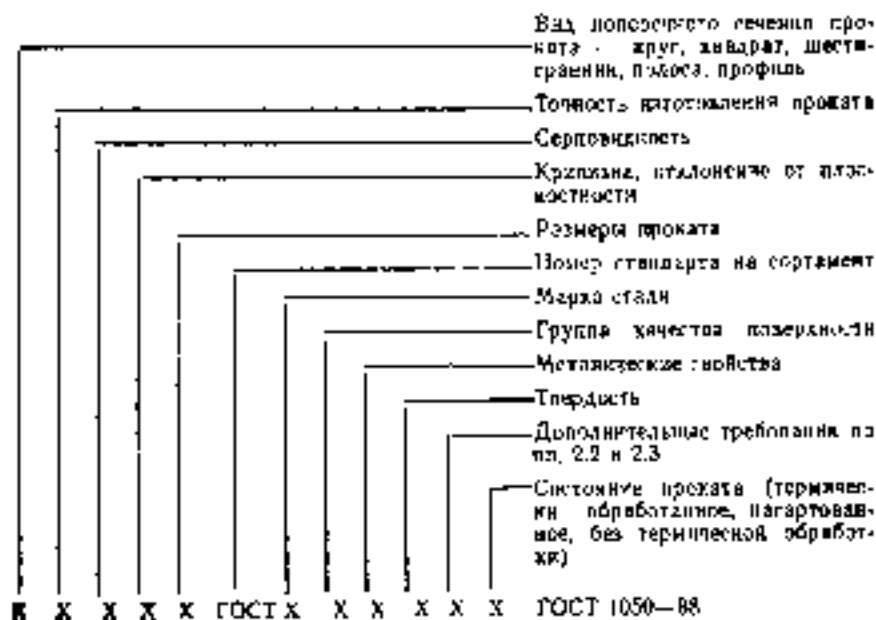 Вид поперечного сечения про-
ката - круг, квадрат, шести-
гранник, полоса, профиль
Точность изготовления проката
Серповидность
Кривизна, отклонение от плос-
костности
Размеры проката
Номер стандарта на сортамент
Марка стали
Группа качества поверхности
Механические свойства
Твердость
Дополнительные требования по
пп. 2.2 и 2.3
Состояние проката (термичес-
ки обработанное, нагартован-
ное, без термической обработ-
ки)
X X X X X ГОСТ X X X X X X ГОСТ 1050—88